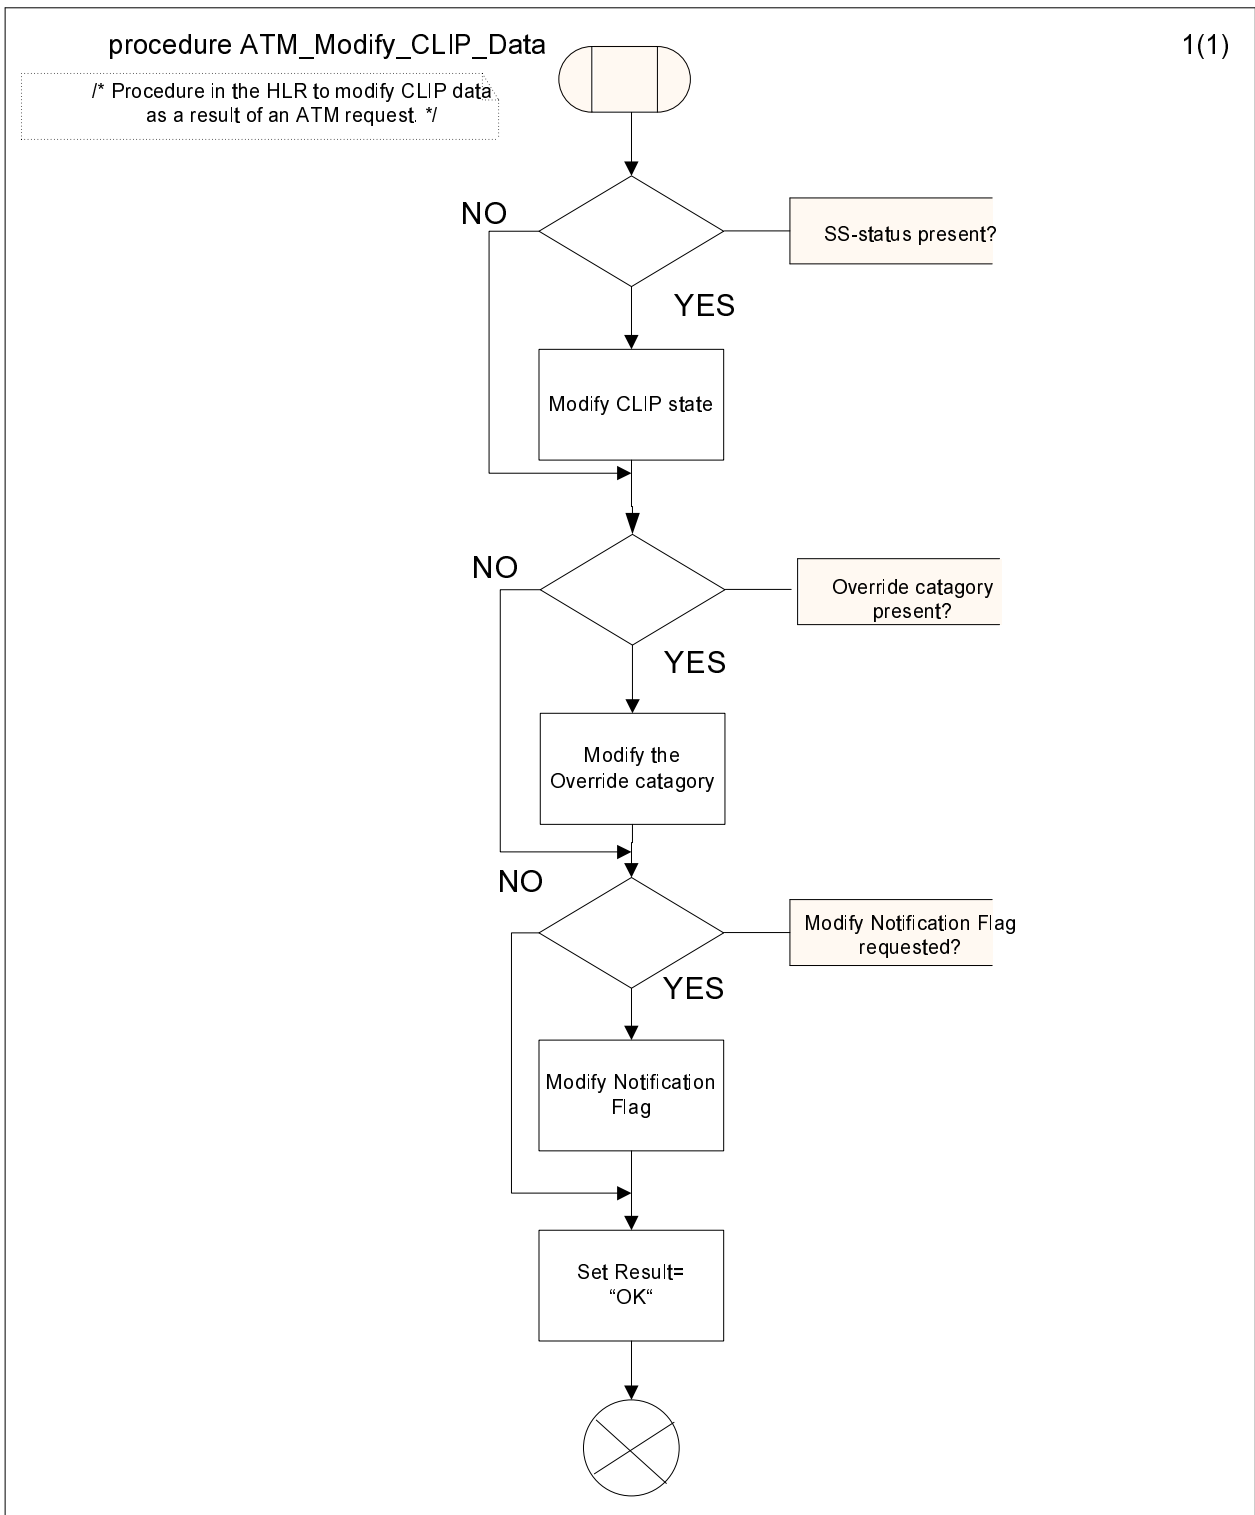 procedure ATM_Modify_CLIP_Data
1(1)
/* Procedure in the HLR to modify CLIP data
as a result of an ATM request. */
NO
SS-status present?
YES
Modify CLIP state
NO
Override catagory
present?
YES
Modify the
Override catagory
NO
Modify Notification Flag
requested?
YES
Modify Notification
Flag
Set Result=
“OK“